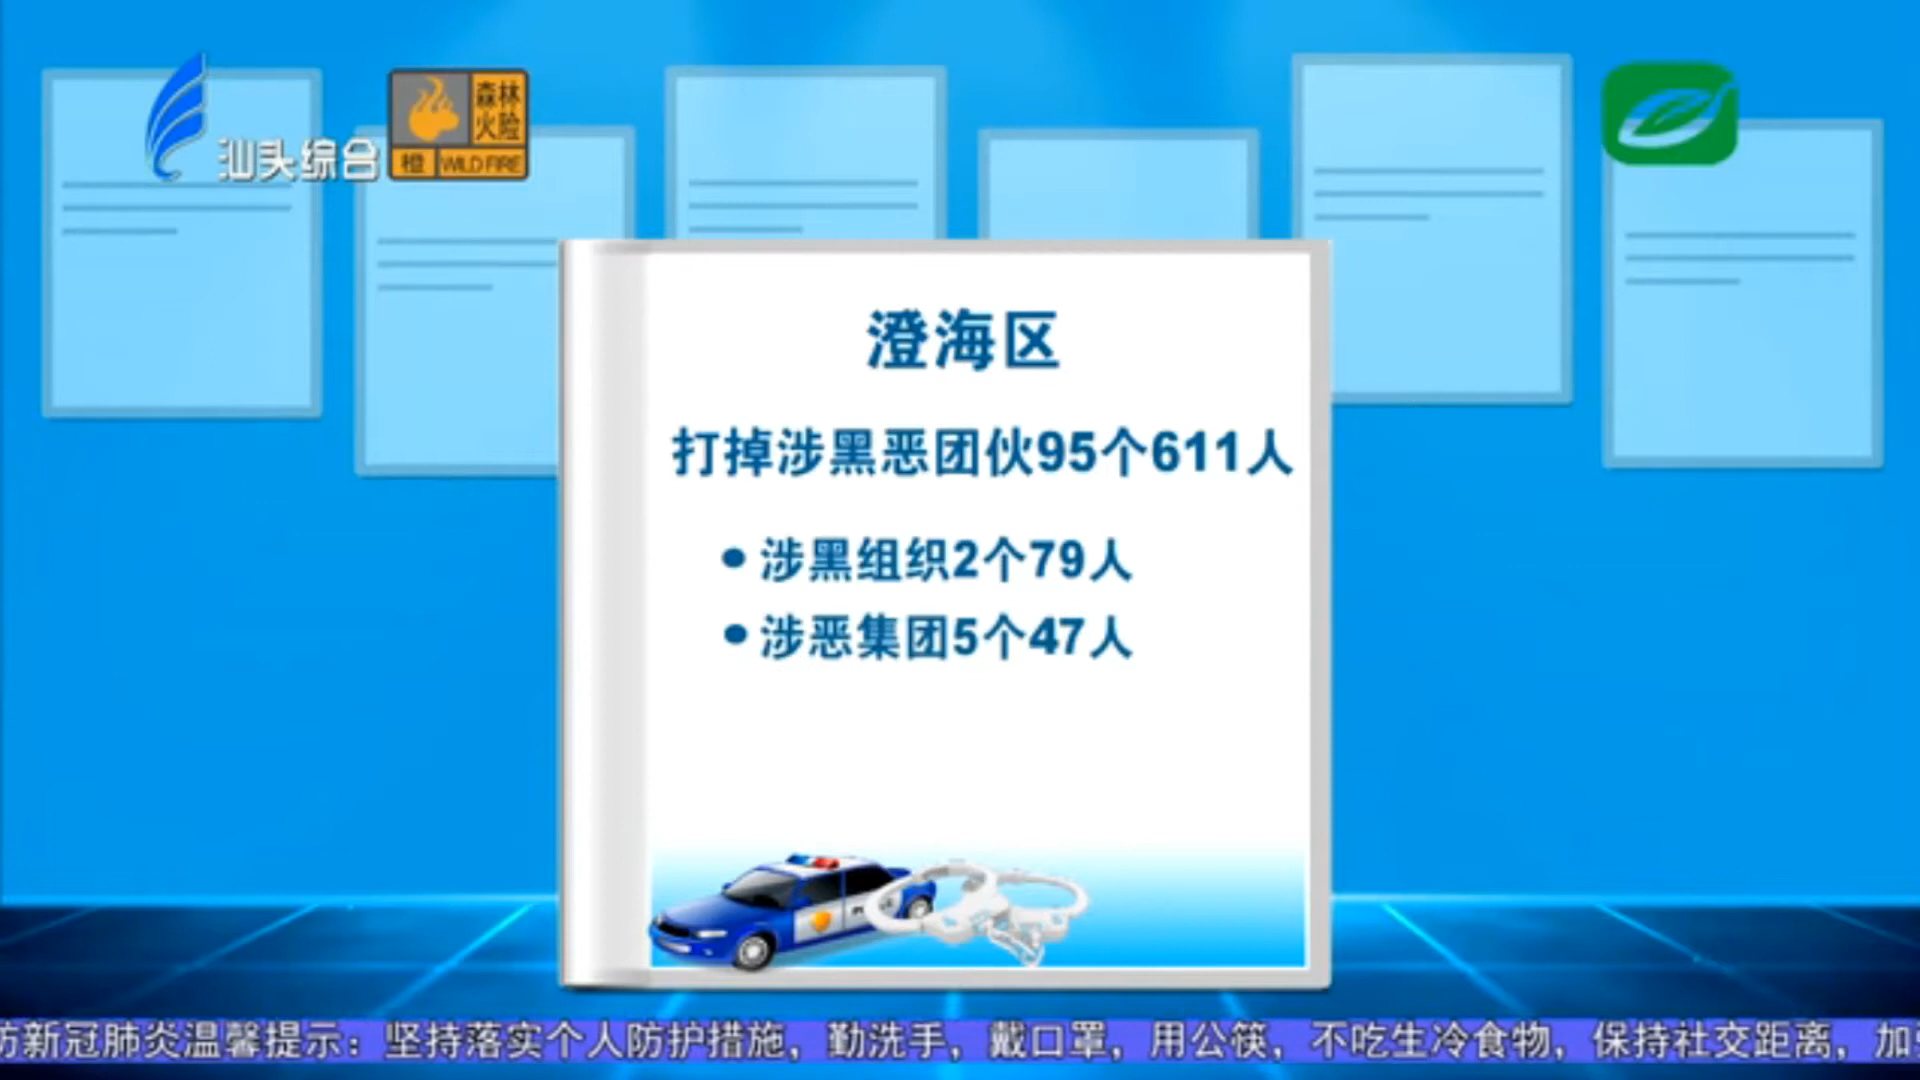 汕头综合
森林
火险
橙 WILD FIRE
澄海区
打掉涉黑恶团伙95个611人
• 涉黑组织2个79人
• 涉恶集团5个47人
新冠肺炎温馨提示：坚持落实个人防护措施，勤洗手，戴口罩，用公筷，不吃生冷食物，保持社交距离，加